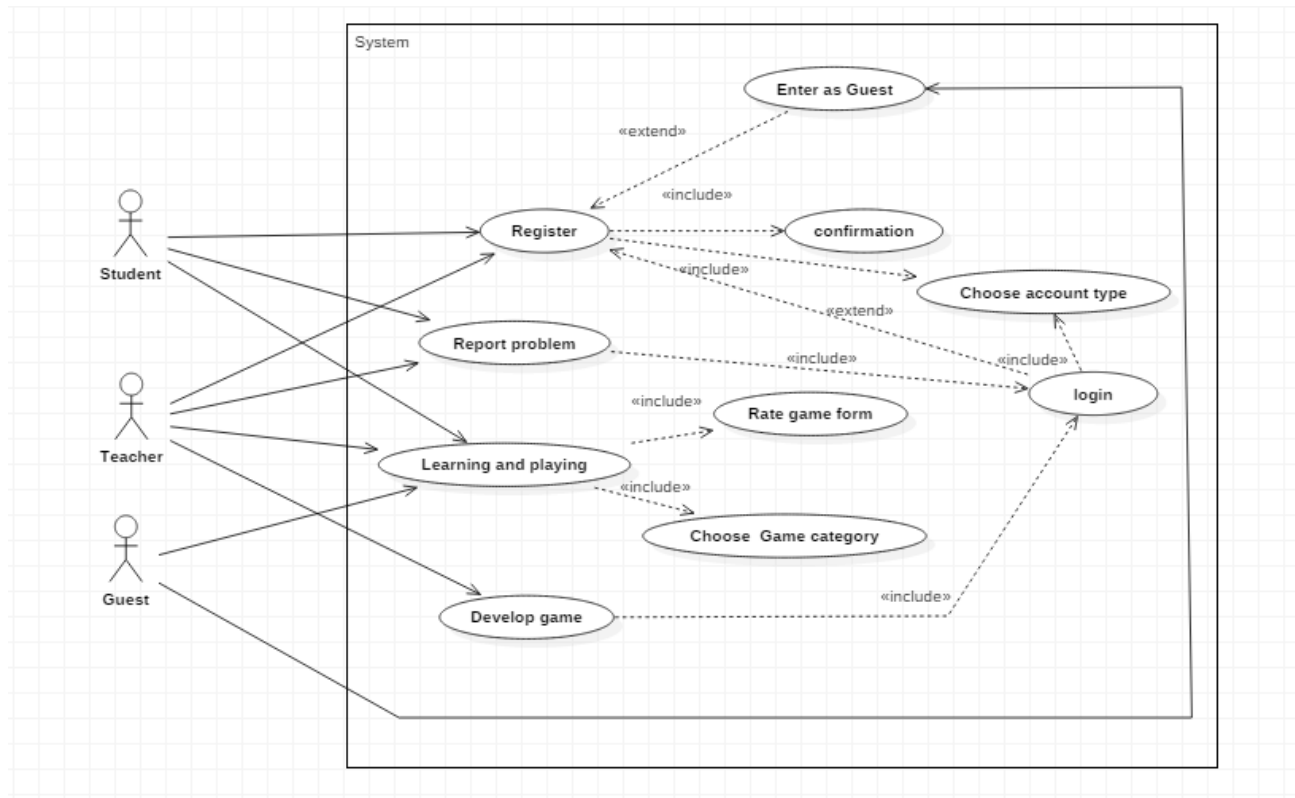 System
Enter as Guest
«extend»
«include»
Register
confirmation
Student
«include»
Choose account type
«extend»
Report problem
«include»
«include»
login
«include»
Rate game form
Teacher
Learning and playing
«include»
Choose  Game category
Guest
«include»
Develop game